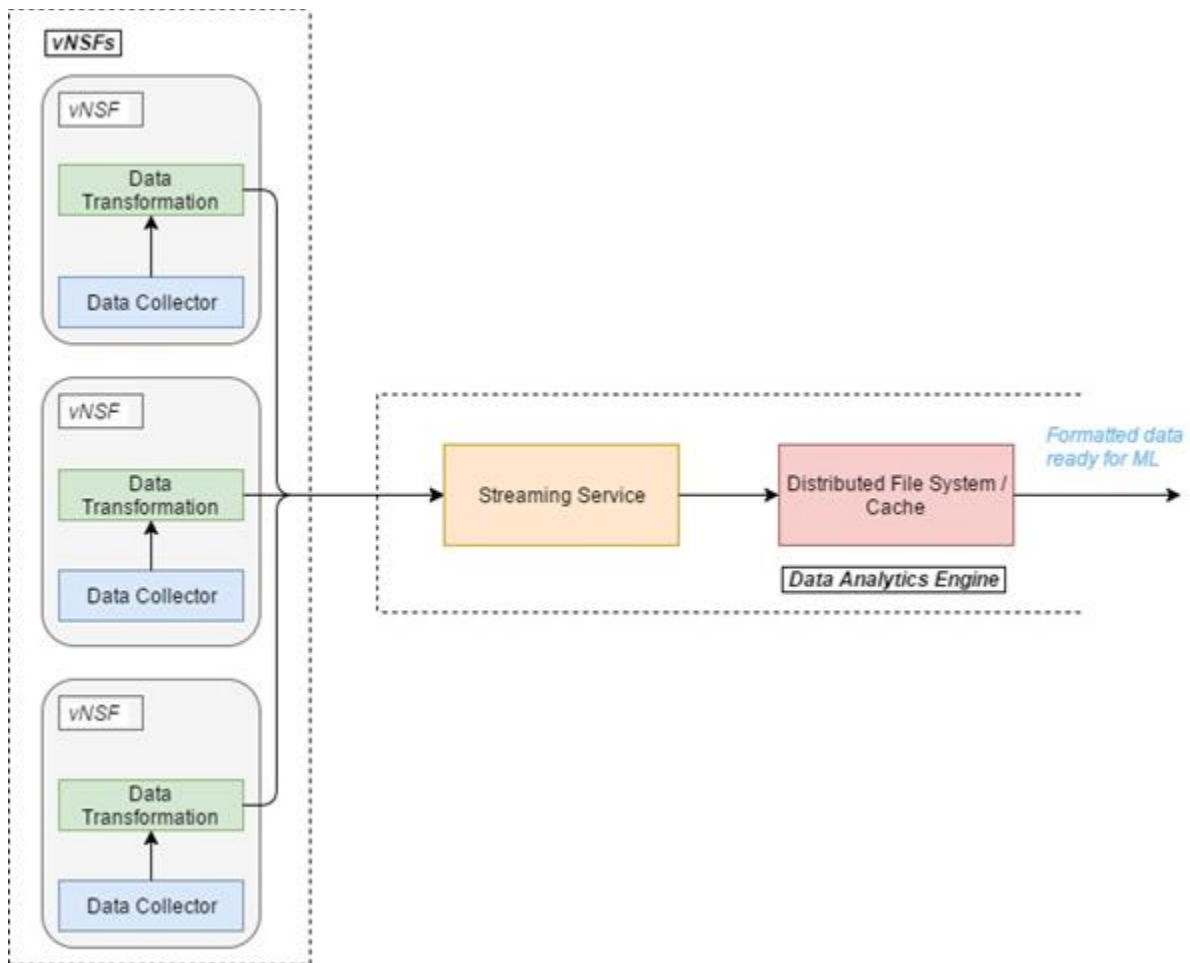 vNSFs
vNSF
Data
Transformation
Data Collector
vNSF
Data
Transformation
Data Collector
vNSF
Data
Transformation
Data Collector
Streaming Service
Distributed File System /
Cache
Data Analytics Engine
Formatted data
ready for ML